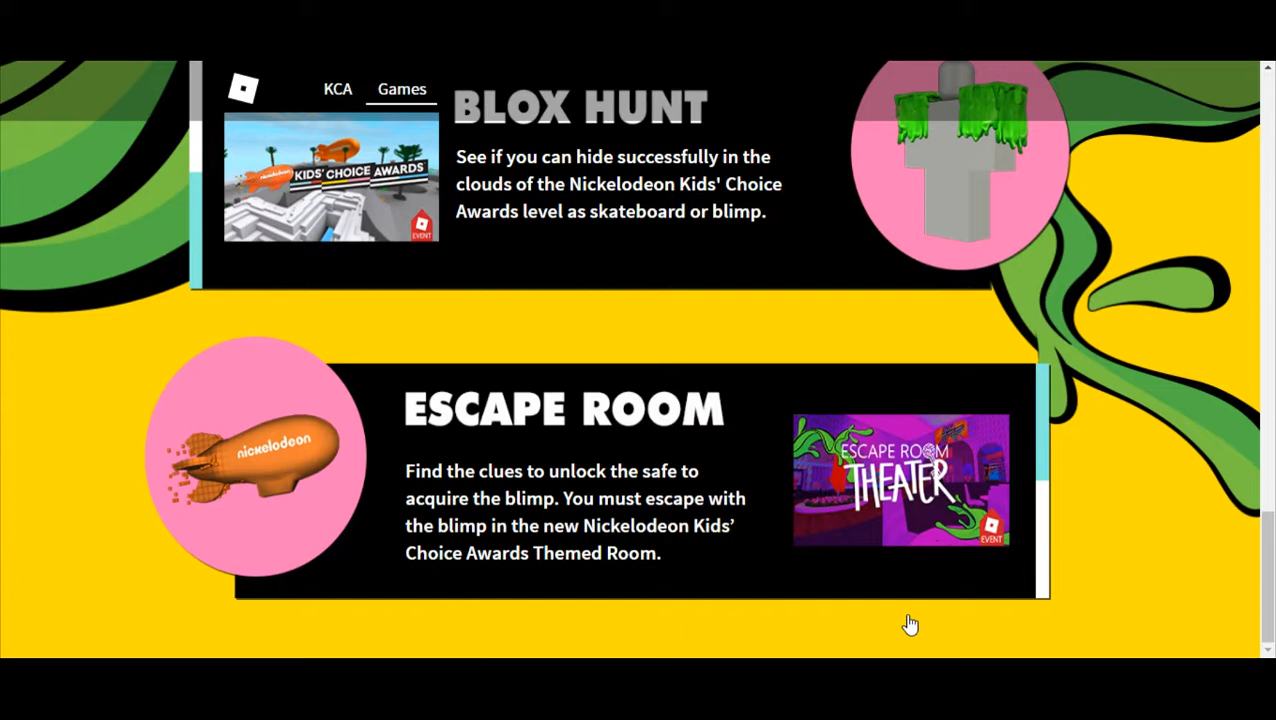 KCA Games
BLOX HUNT
See if you can hide successfully in the
clouds of the Nickelodeon Kids' Choice
Awards level as skateboard or blimp.
nickelodeon
KIDS' CHOICE AWARDS
EVENT
ESCAPE ROOM
Find the clues to unlock the safe to
acquire the blimp. You must escape with
the blimp in the new Nickelodeon Kids’
Choice Awards Themed Room.
nickelodeon
ESCAPE ROOM
THEATER
EVENT